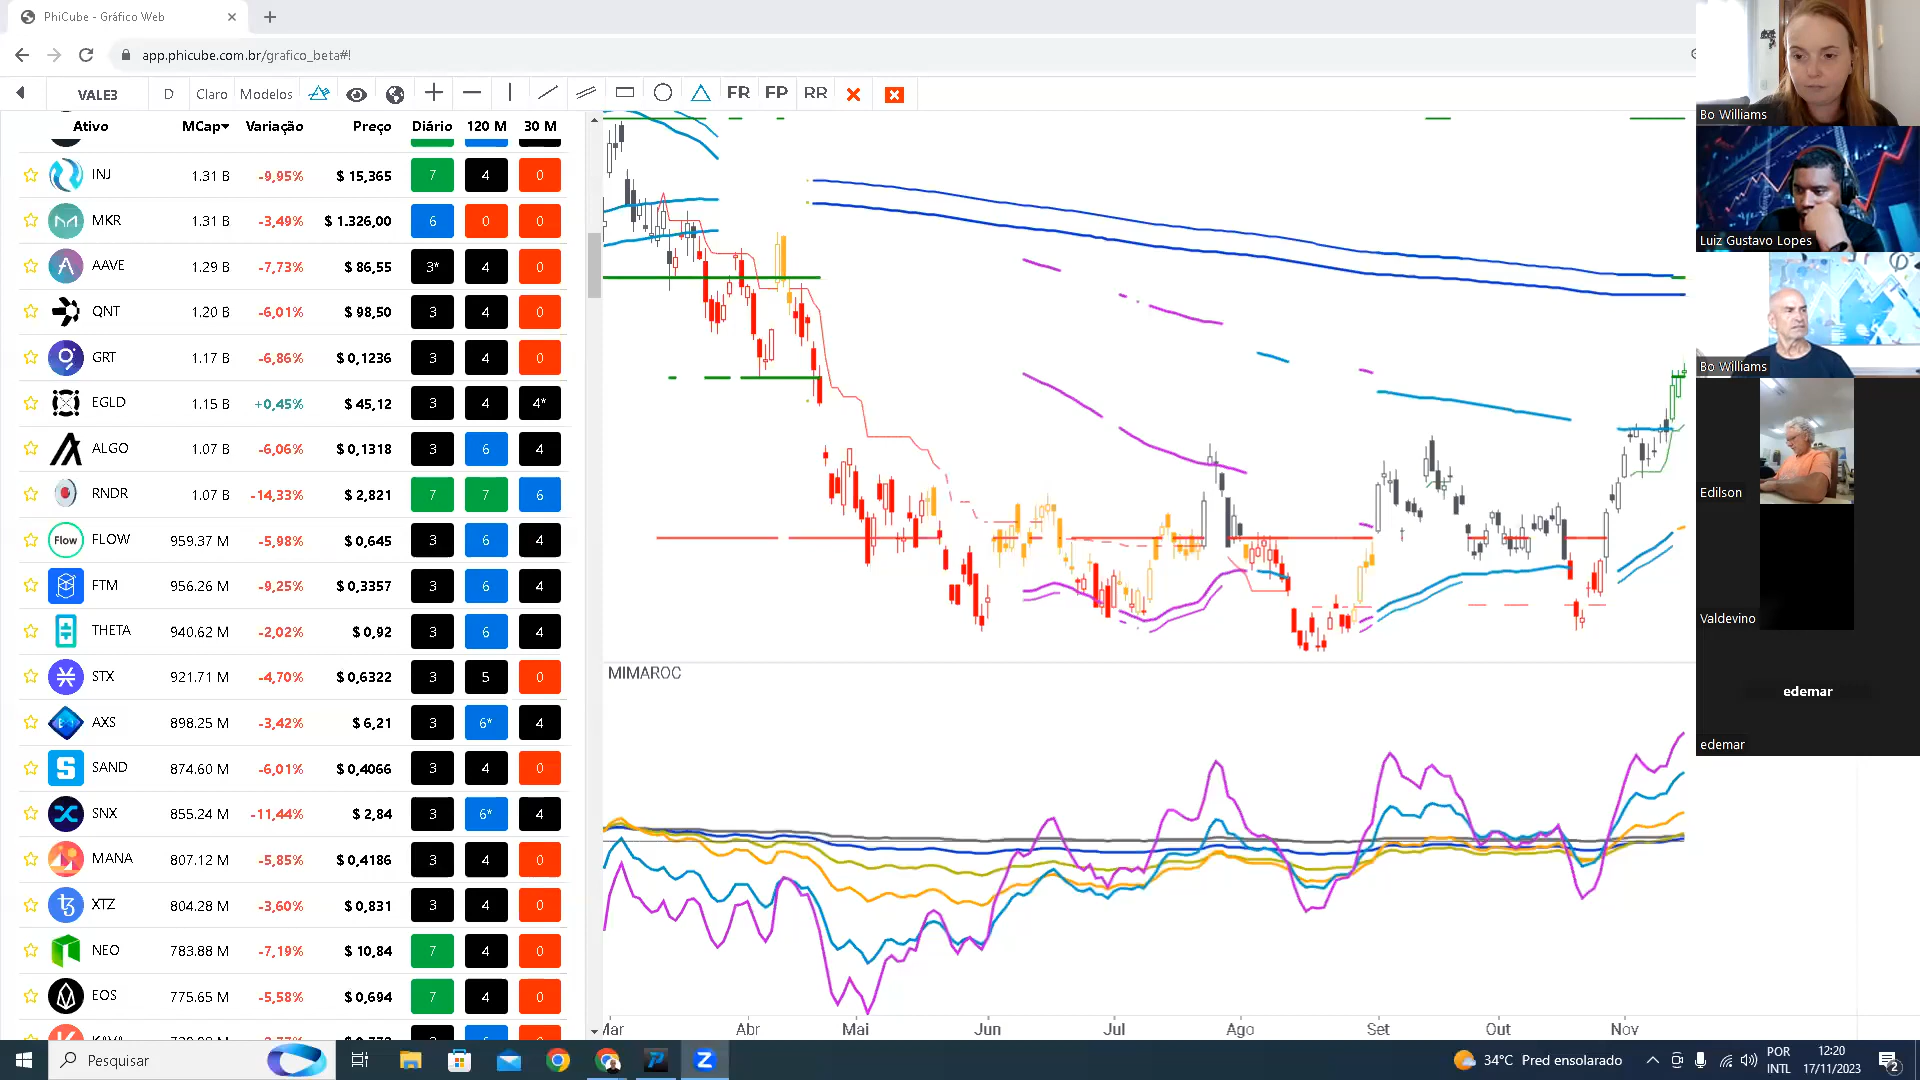 PhiCube - Gráfico Web
app.phicube.com.br/grafico_beta#!
VALE3 D Claro Modelos FR FP RR
Ativo MCap Variação Preço Diário 120 M 30 M
INJ 1.31 B -9,95% $ 15,365 7 4 0
MKR 1.31 B -3,49% $ 1.326,00 6 0 0
AAVE 1.29 B -7,73% $ 86,55 3* 4 0
QNT 1.20 B -6,01% $ 98,50 3 4 0
GRT 1.17 B -6,86% $ 0,1236 3 4 0
EGLD 1.15 B +0,45% $ 45,12 3 4 4*
ALGO 1.07 B -6,06% $ 0,1318 3 6 4
RNDR 1.07 B -14,33% $ 2,821 7 7 6
Flow FLOW 959.37 M -5,98% $ 0,645 3 6 4
FTM 956.26 M -9,25% $ 0,3357 3 6 4
THETA 940.62 M -2,02% $ 0,92 3 6 4
STX 921.71 M -4,70% $ 0,6322 3 5 0
AXS 898.25 M -3,42% $ 6,21 3 6* 4
SAND 874.60 M -6,01% $ 0,4066 3 4 0
SNX 855.24 M -11,44% $ 2,84 3 6* 4
MANA 807.12 M -5,85% $ 0,4186 3 4 0
XTZ 804.28 M -3,60% $ 0,831 3 4 0
NEO 783.88 M -7,19% $ 10,84 7 4 0
EOS 775.65 M -5,58% $ 0,694 7 4 0
MIMAROC
Mar Abr Mai Jun Jul Ago Set Out Nov
Bo Williams
Luiz Gustavo Lopes
Bo Williams
Edilson
Valdevino
edemar
edemar
Pesquisar
34°C Pred ensolarado
POR
INTL
12:20
17/11/2023
2